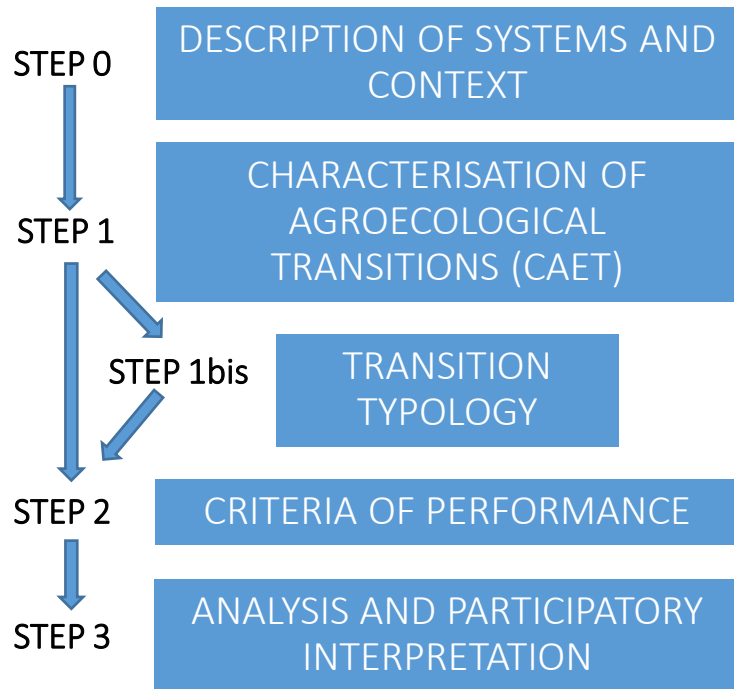 STEP 0
DESCRIPTION OF SYSTEMS AND
CONTEXT
STEP 1
CHARACTERISATION OF
AGROECOLOGICAL
TRANSITIONS (CAET)
STEP 1bis
TRANSITION
TYPOLOGY
STEP 2
CRITERIA OF PERFORMANCE
STEP 3
ANALYSIS AND PARTICIPATORY
INTERPRETATION